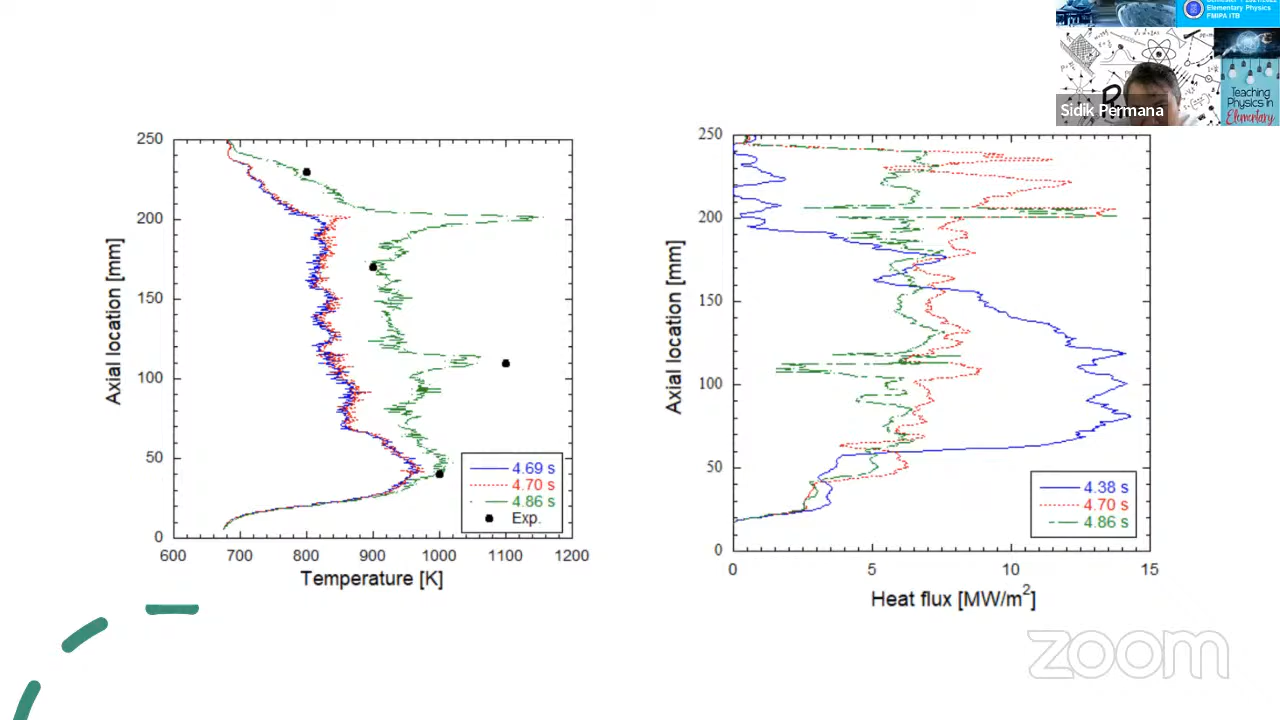 Elementary Physics
FMIPA ITB
Teaching
Physics in
Elementary
Sidik Permana
250
200
150
100
50
0
Axial location [mm]
600
700
800
900
1000
1100
1200
Temperature [K]
4.69 s
4.70 s
4.86 s
Exp.
250
200
150
100
50
0
Axial location [mm]
0
5
10
15
Heat flux [MW/m²]
4.38 s
4.70 s
4.86 s
zoom